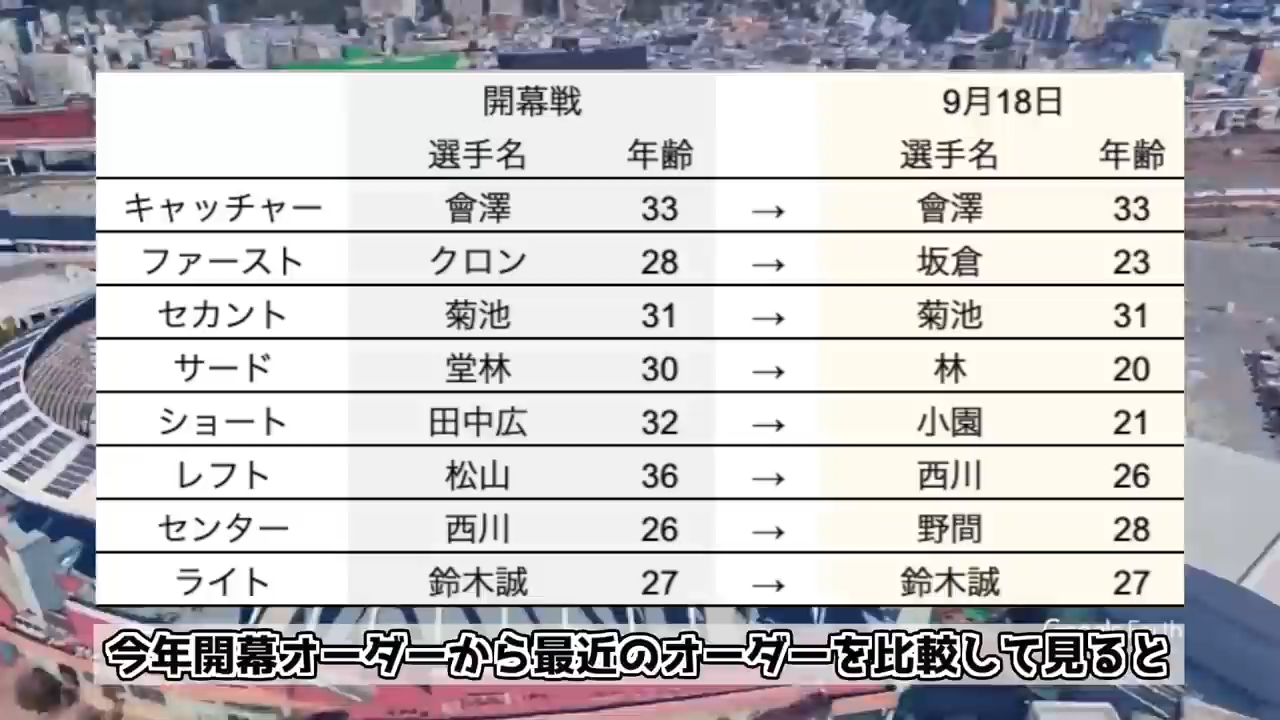 開幕戦 9月18日
選手名 年齢 選手名 年齢
キャッチャー 會澤 33 → 會澤 33
ファースト クロン 28 → 坂倉 23
セカント 菊池 31 → 菊池 31
サード 堂林 30 → 林 20
ショート 田中広 32 → 小園 21
レフト 松山 36 → 西川 26
センター 西川 26 → 野間 28
ライト 鈴木誠 27 → 鈴木誠 27
Google Earth
今年開幕オーダーから最近のオーダーを比較して見ると